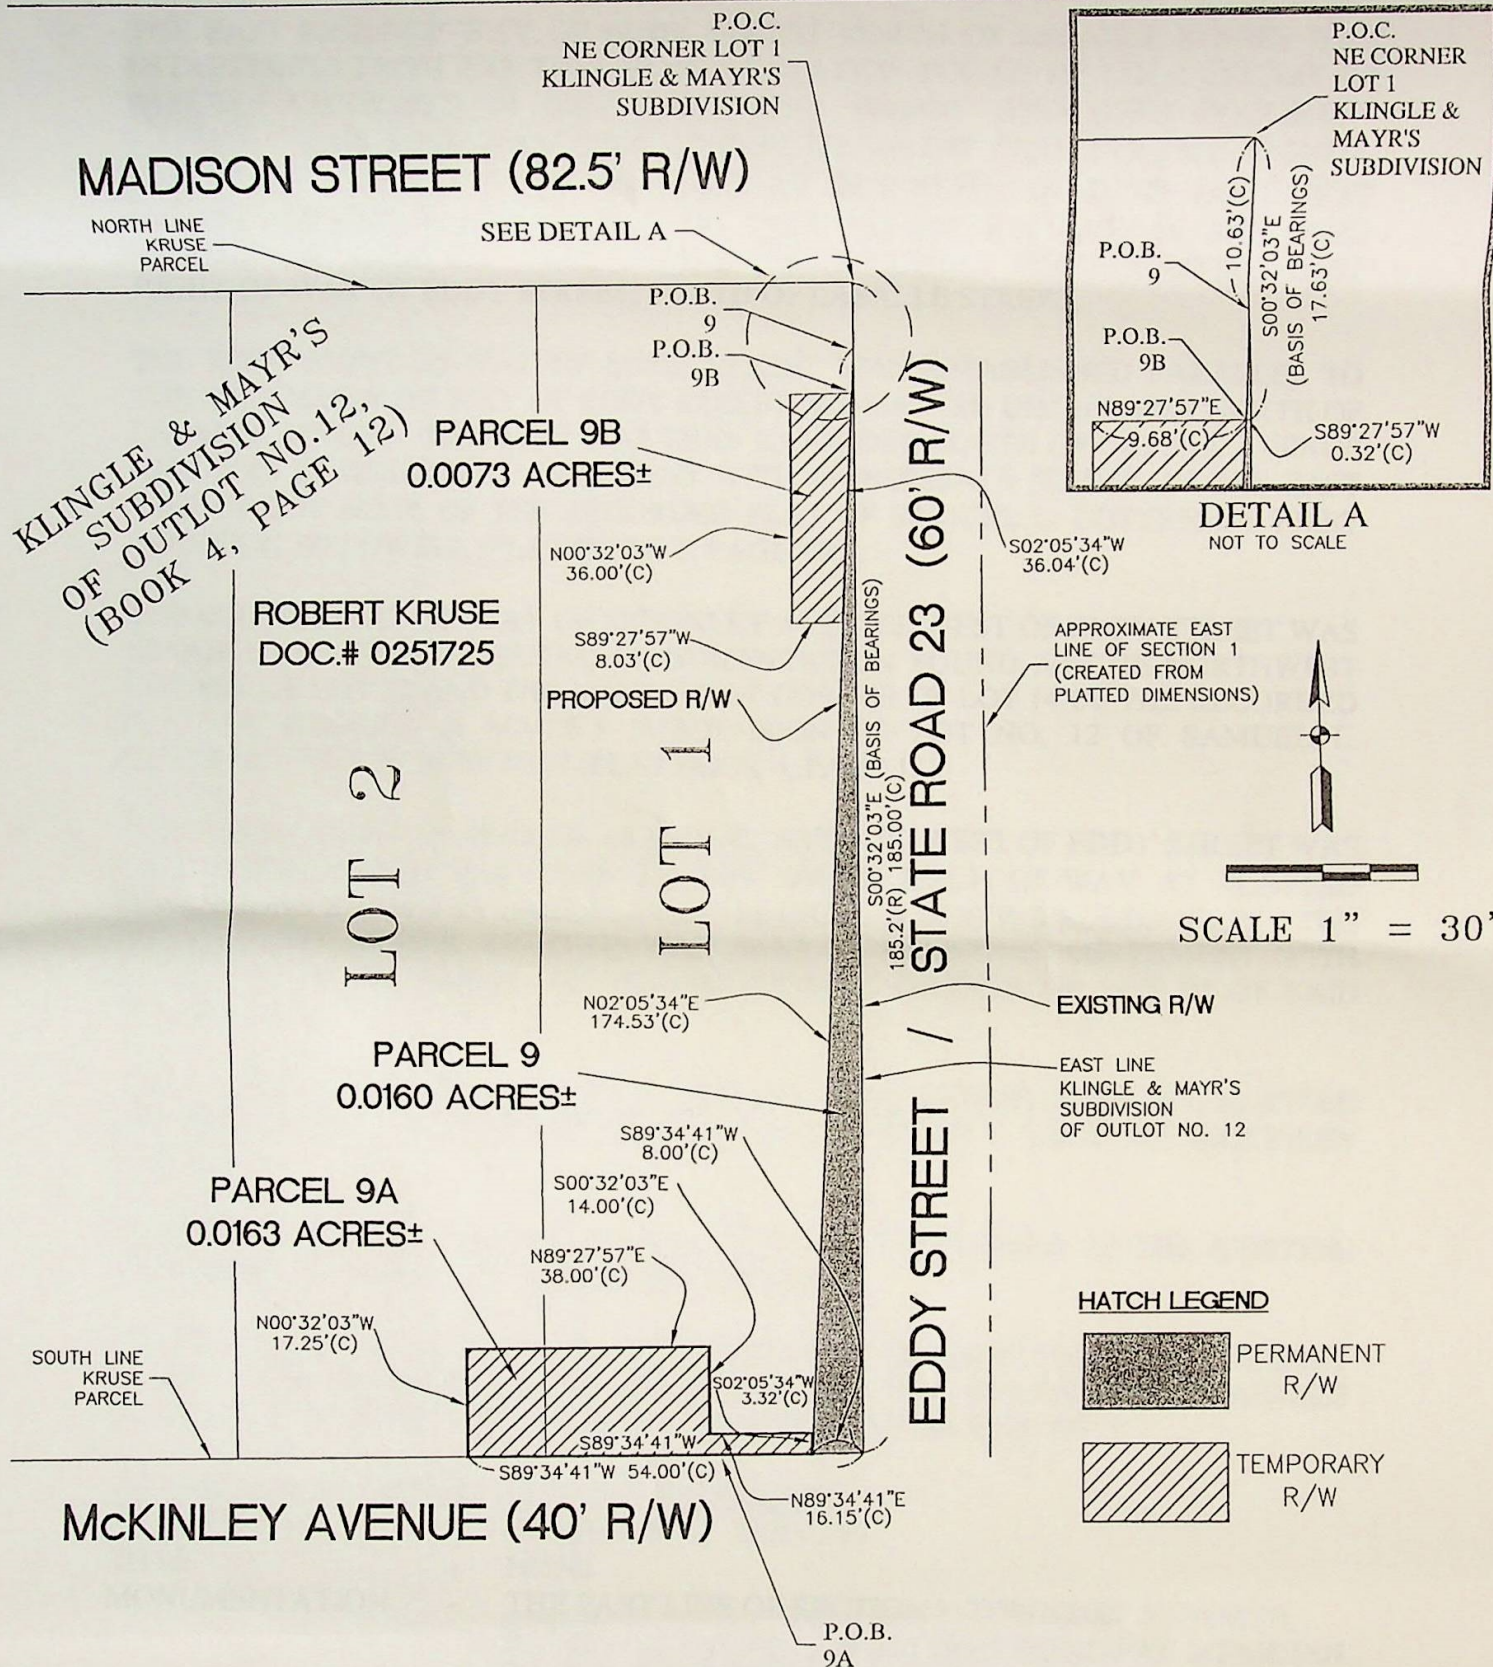 P.O.C.
NE CORNER LOT 1
KLINGLE & MAYR'S
SUBDIVISION
MADISON STREET (82.5' R/W)
NORTH LINE
KRUSE
PARCEL
SEE DETAIL A
P.O.B.
9
P.O.B.
9B
KLINGLE & MAYR'S
SUBDIVISION
OF OUTLOT NO.12,
(BOOK 4, PAGE 12)
PARCEL 9B
0.0073 ACRES±
N00°32'03"W
36.00'(C)
S02°05'34"W
36.04'(C)
ROBERT KRUSE
DOC.# 0251725
S89°27'57"W
8.03'(C)
PROPOSED R/W
LOT 2
LOT 1
S00°32'03"E (BASIS OF BEARINGS)
185.2'(R) 185.00'(C)
EDDY STREET / STATE ROAD 23 (60' R/W)
APPROXIMATE EAST
LINE OF SECTION 1
(CREATED FROM
PLATTED DIMENSIONS)
SCALE 1" = 30'
N02°05'34"E
174.53'(C)
EXISTING R/W
PARCEL 9
0.0160 ACRES±
EAST LINE
KLINGLE & MAYR'S
SUBDIVISION
OF OUTLOT NO. 12
S89°34'41"W
8.00'(C)
S00°32'03"E
14.00'(C)
PARCEL 9A
0.0163 ACRES±
N89°27'57"E
38.00'(C)
N00°32'03"W
17.25'(C)
SOUTH LINE
KRUSE
PARCEL
S02°05'34"W
3.32'(C)
S89°34'41"W
S89°34'41"W 54.00'(C)
N89°34'41"E
16.15'(C)
McKINLEY AVENUE (40' R/W)
P.O.B.
9A
HATCH LEGEND
PERMANENT
R/W
TEMPORARY
R/W
P.O.C.
NE CORNER
LOT 1
KLINGLE &
MAYR'S
SUBDIVISION
10.63'(C)
S00°32'03"E
(BASIS OF BEARINGS)
17.63'(C)
P.O.B.
9
P.O.B.
9B
N89°27'57"E
9.68'(C)
S89°27'57"W
0.32'(C)
DETAIL A
NOT TO SCALE